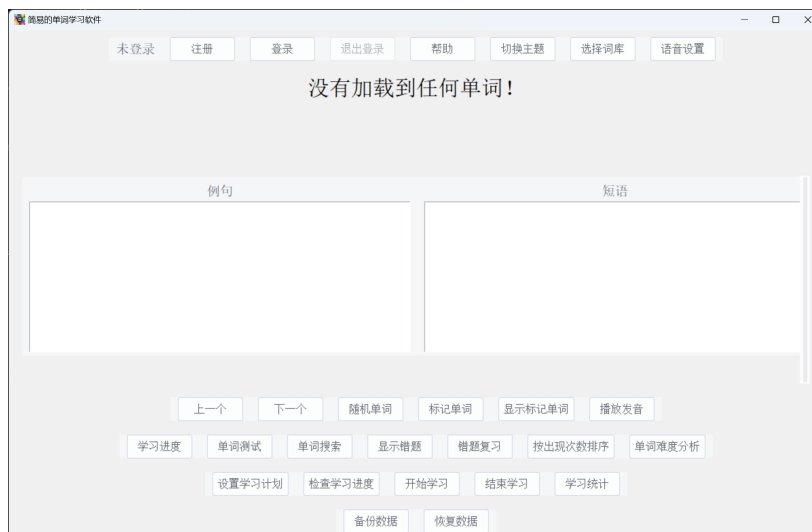 简易的单词学习软件
未登录 注册 登录 退出登录 帮助 切换主题 选择词库 语音设置
没有加载到任何单词！
例句 短语
上一个 下一个 随机单词 标记单词 显示标记单词 播放发音
学习进度 单词测试 单词搜索 显示错题 错题复习 按出现次数排序 单词难度分析
设置学习计划 检查学习进度 开始学习 结束学习 学习统计
备份数据 恢复数据